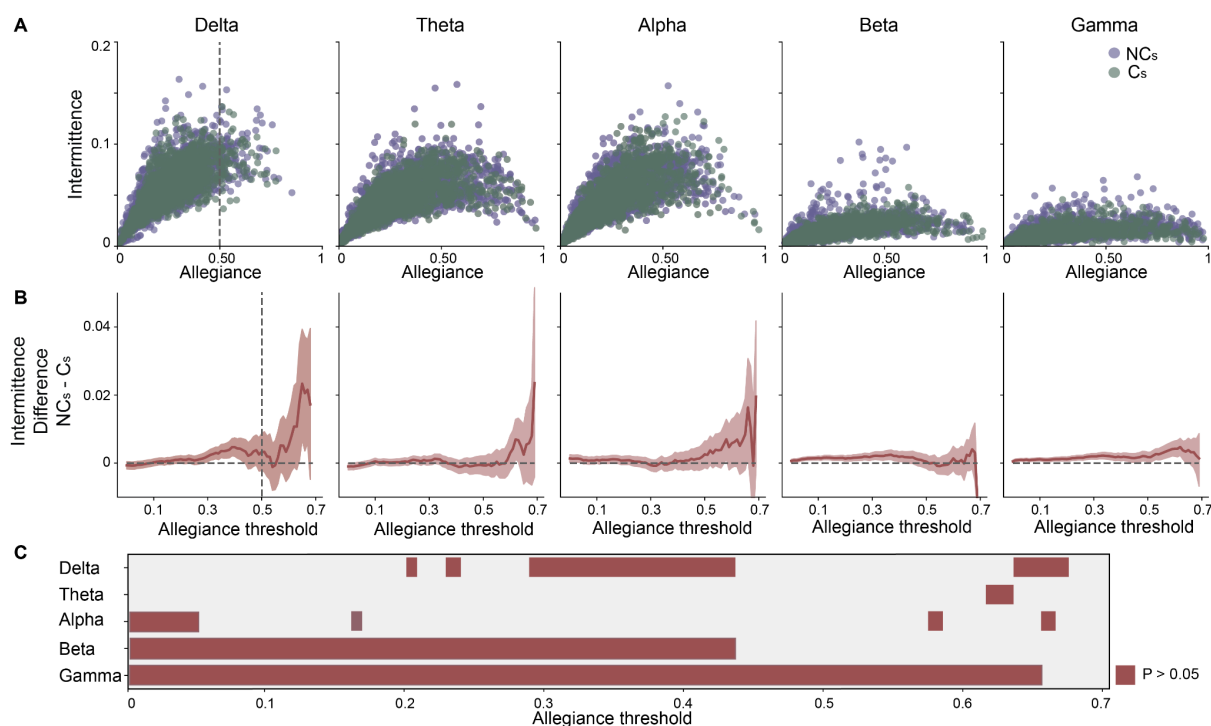 A
Delta
Theta
Alpha
Beta
Gamma
NCs
Cs
Intermittence
0.2
0.1
0
0 0.50 1
0 0.50 1
0 0.50 1
0 0.50 1
0 0.50 1
Allegiance
Allegiance
Allegiance
Allegiance
Allegiance
B
Intermittence
Difference
NCs - Cs
0.04
0.02
0
0.1 0.3 0.5 0.7
0.1 0.3 0.5 0.7
0.1 0.3 0.5 0.7
0.1 0.3 0.5 0.7
0.1 0.3 0.5 0.7
Allegiance threshold
Allegiance threshold
Allegiance threshold
Allegiance threshold
Allegiance threshold
C
Delta
Theta
Alpha
Beta
Gamma
P > 0.05
0 0.1 0.2 0.3 0.4 0.5 0.6 0.7
Allegiance threshold